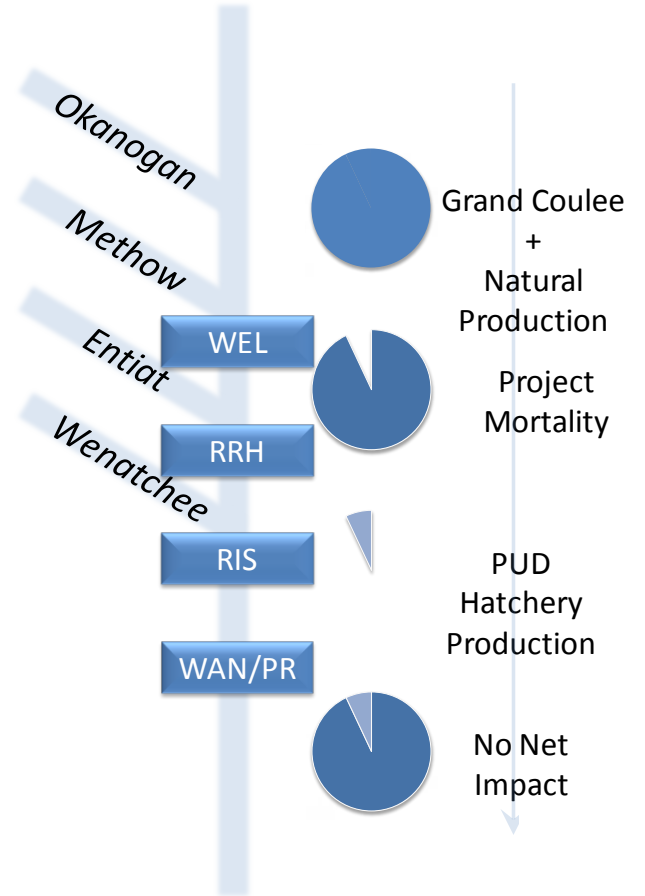 Okanogan
Methow
Entiat
Wenatchee
WEL
RRH
RIS
WAN/PR
Grand Coulee
+
Natural
Production
Project
Mortality
PUD
Hatchery
Production
No Net
Impact